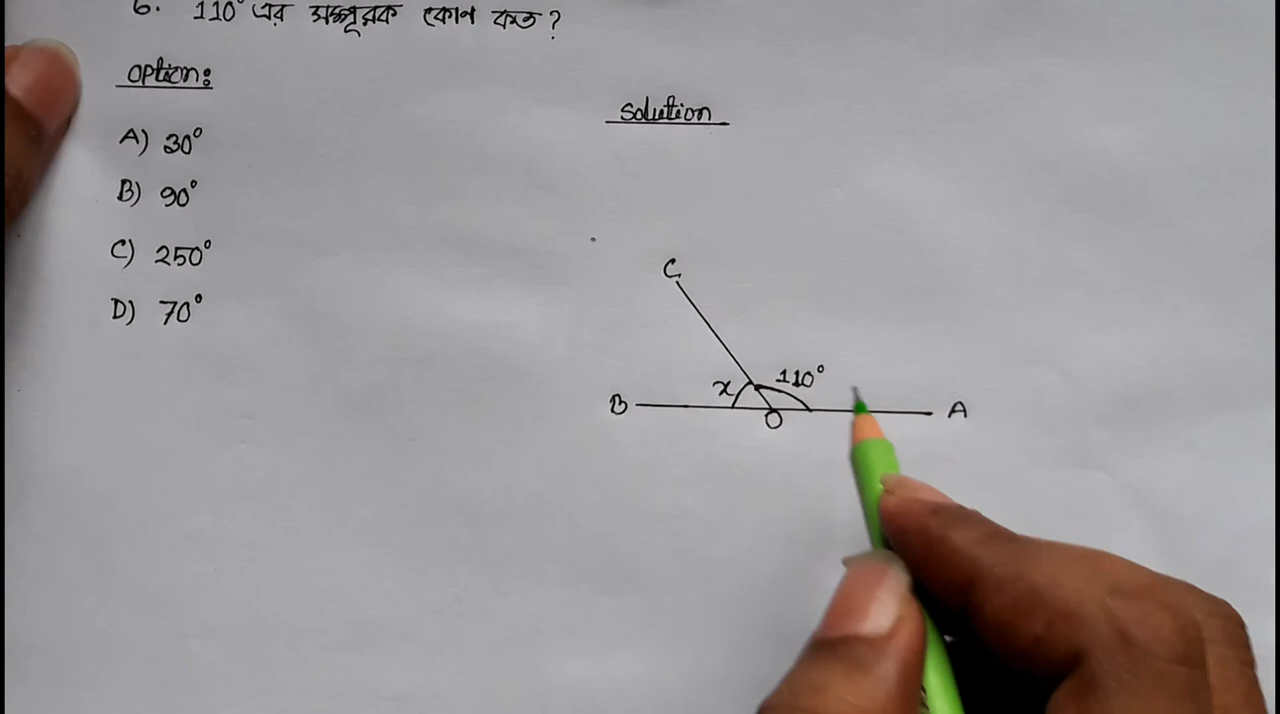 6. 110° এর সম্পূরক কোণ কত?
option:
A) 30°
B) 90°
C) 250°
D) 70°
Solution
C
x 110°
B O A